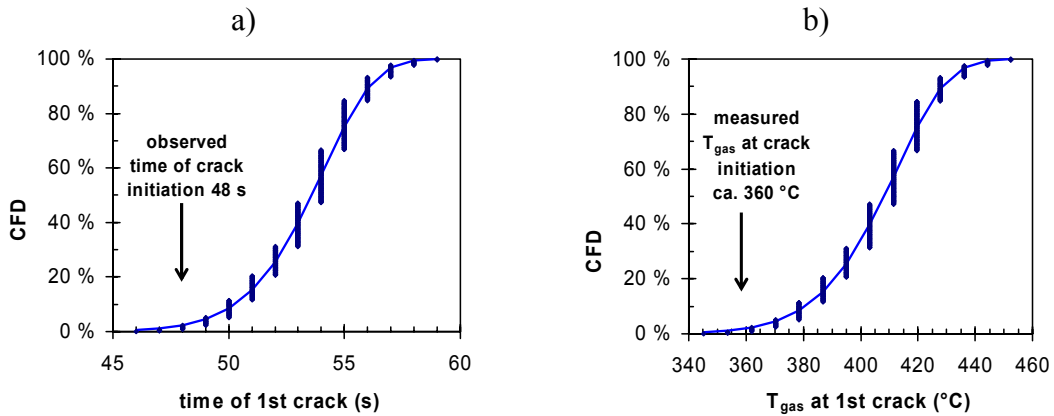 a)
100 %
80 %
60 %
40 %
20 %
0 %
CFD
observed
time of crack
initiation 48 s
45 50 55 60
time of 1st crack (s)
b)
100 %
80 %
60 %
40 %
20 %
0 %
CFD
measured
Tgas at crack
initiation
ca. 360 °C
340 360 380 400 420 440 460
Tgas at 1st crack (°C)